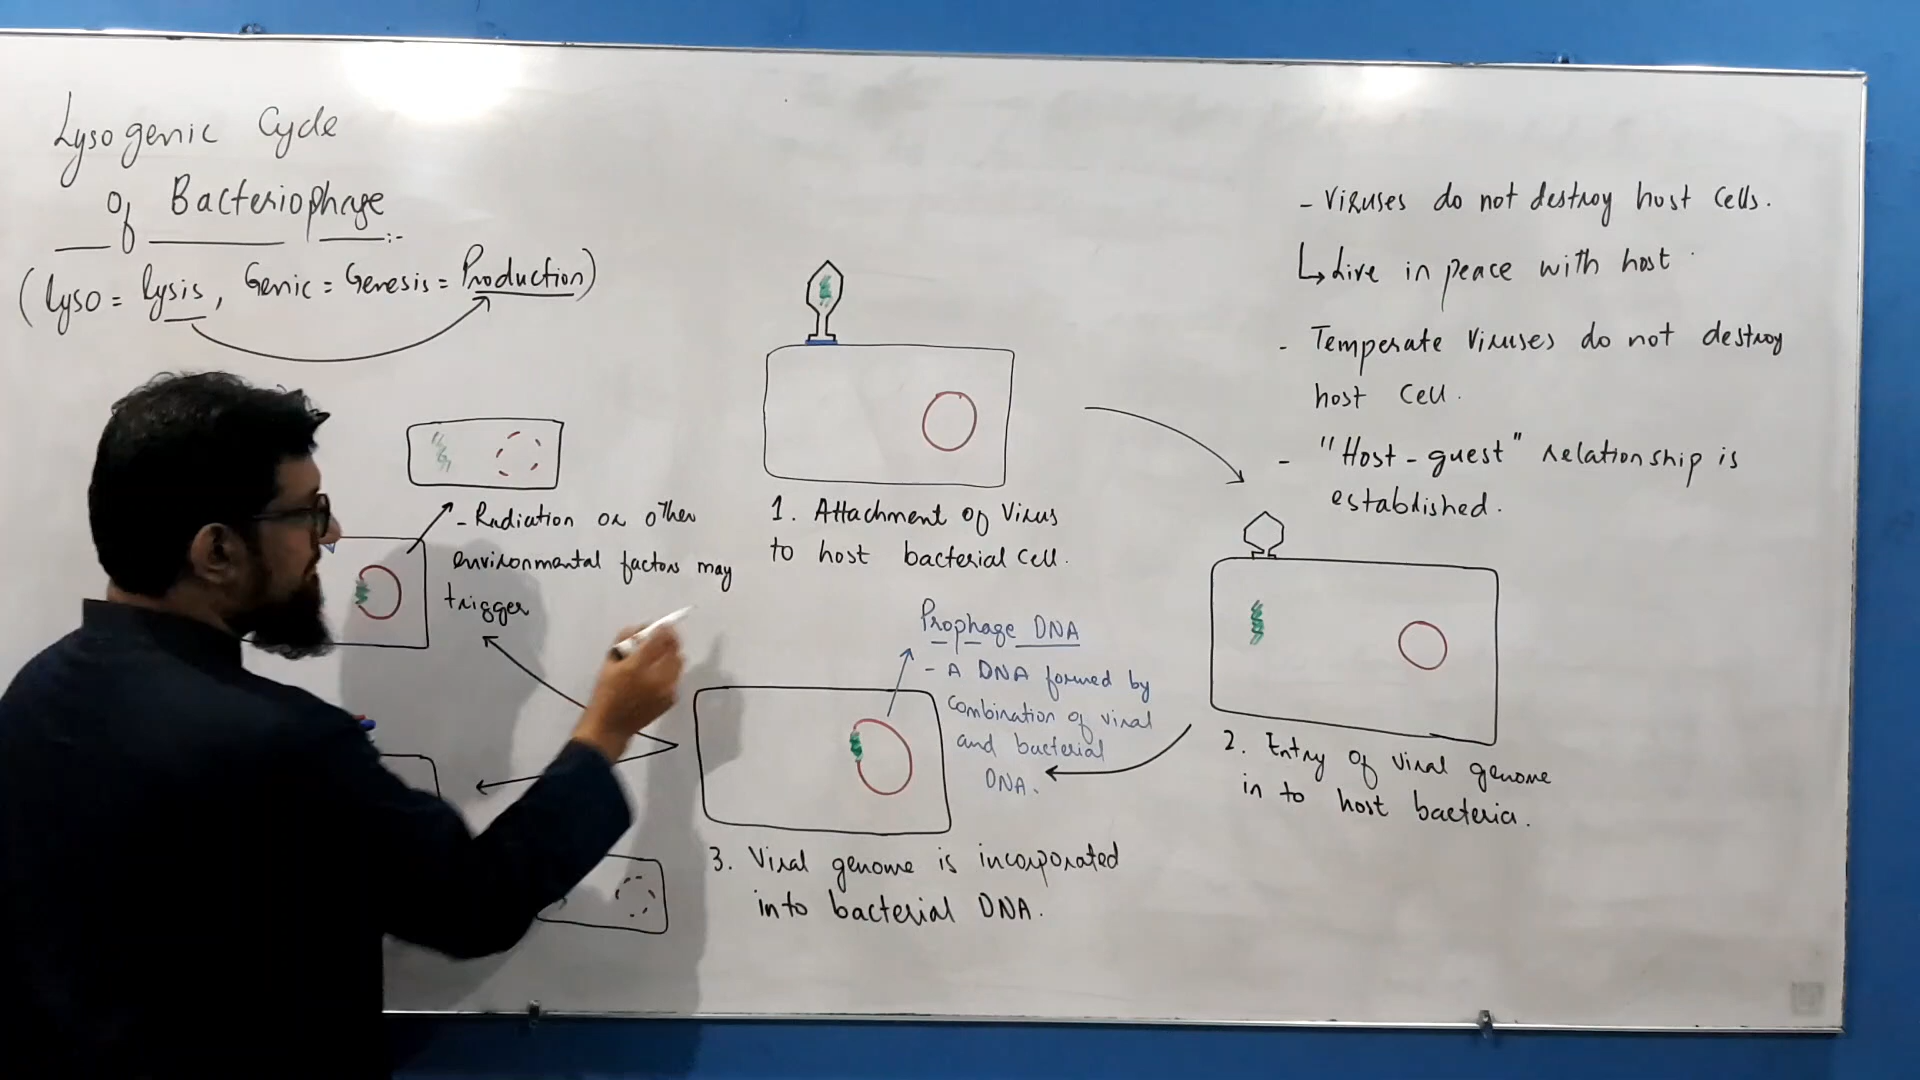 Lysogenic Cycle
Of Bacteriophage :-
(Lyso = lysis, Genic = Genesis = Production)
- Viruses do not destroy host cells.
↳ Live in peace with host
- Temperate Viruses do not destroy
host cell.
- "Host-guest" relationship is
established.
1. Attachment of Virus
to host bacterial cell.
2. Entry of viral genome
in to host bacteria.
Prophage DNA
- A DNA formed by
combination of viral
and bacterial
DNA.
3. Viral genome is incorporated
into bacterial DNA.
- Radiation or other
environmental factors may
trigger